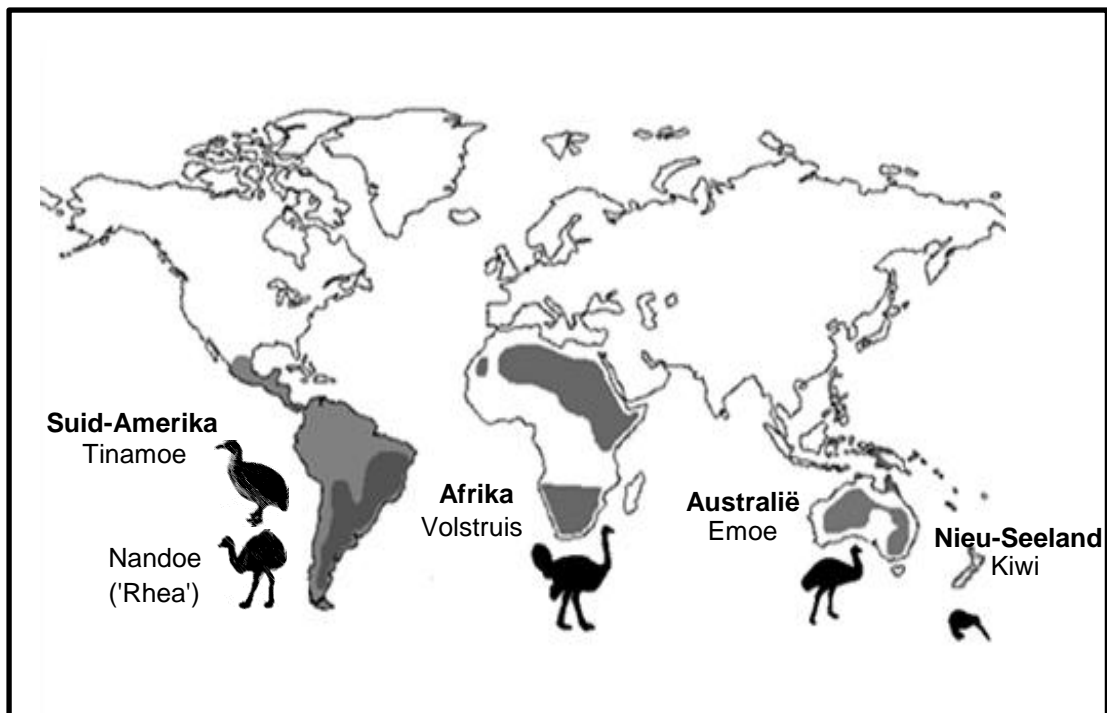 Suid-Amerika
Tinamoe
Nandoe
('Rhea')
Afrika
Volstruis
Australië
Emoe
Nieu-Seeland
Kiwi